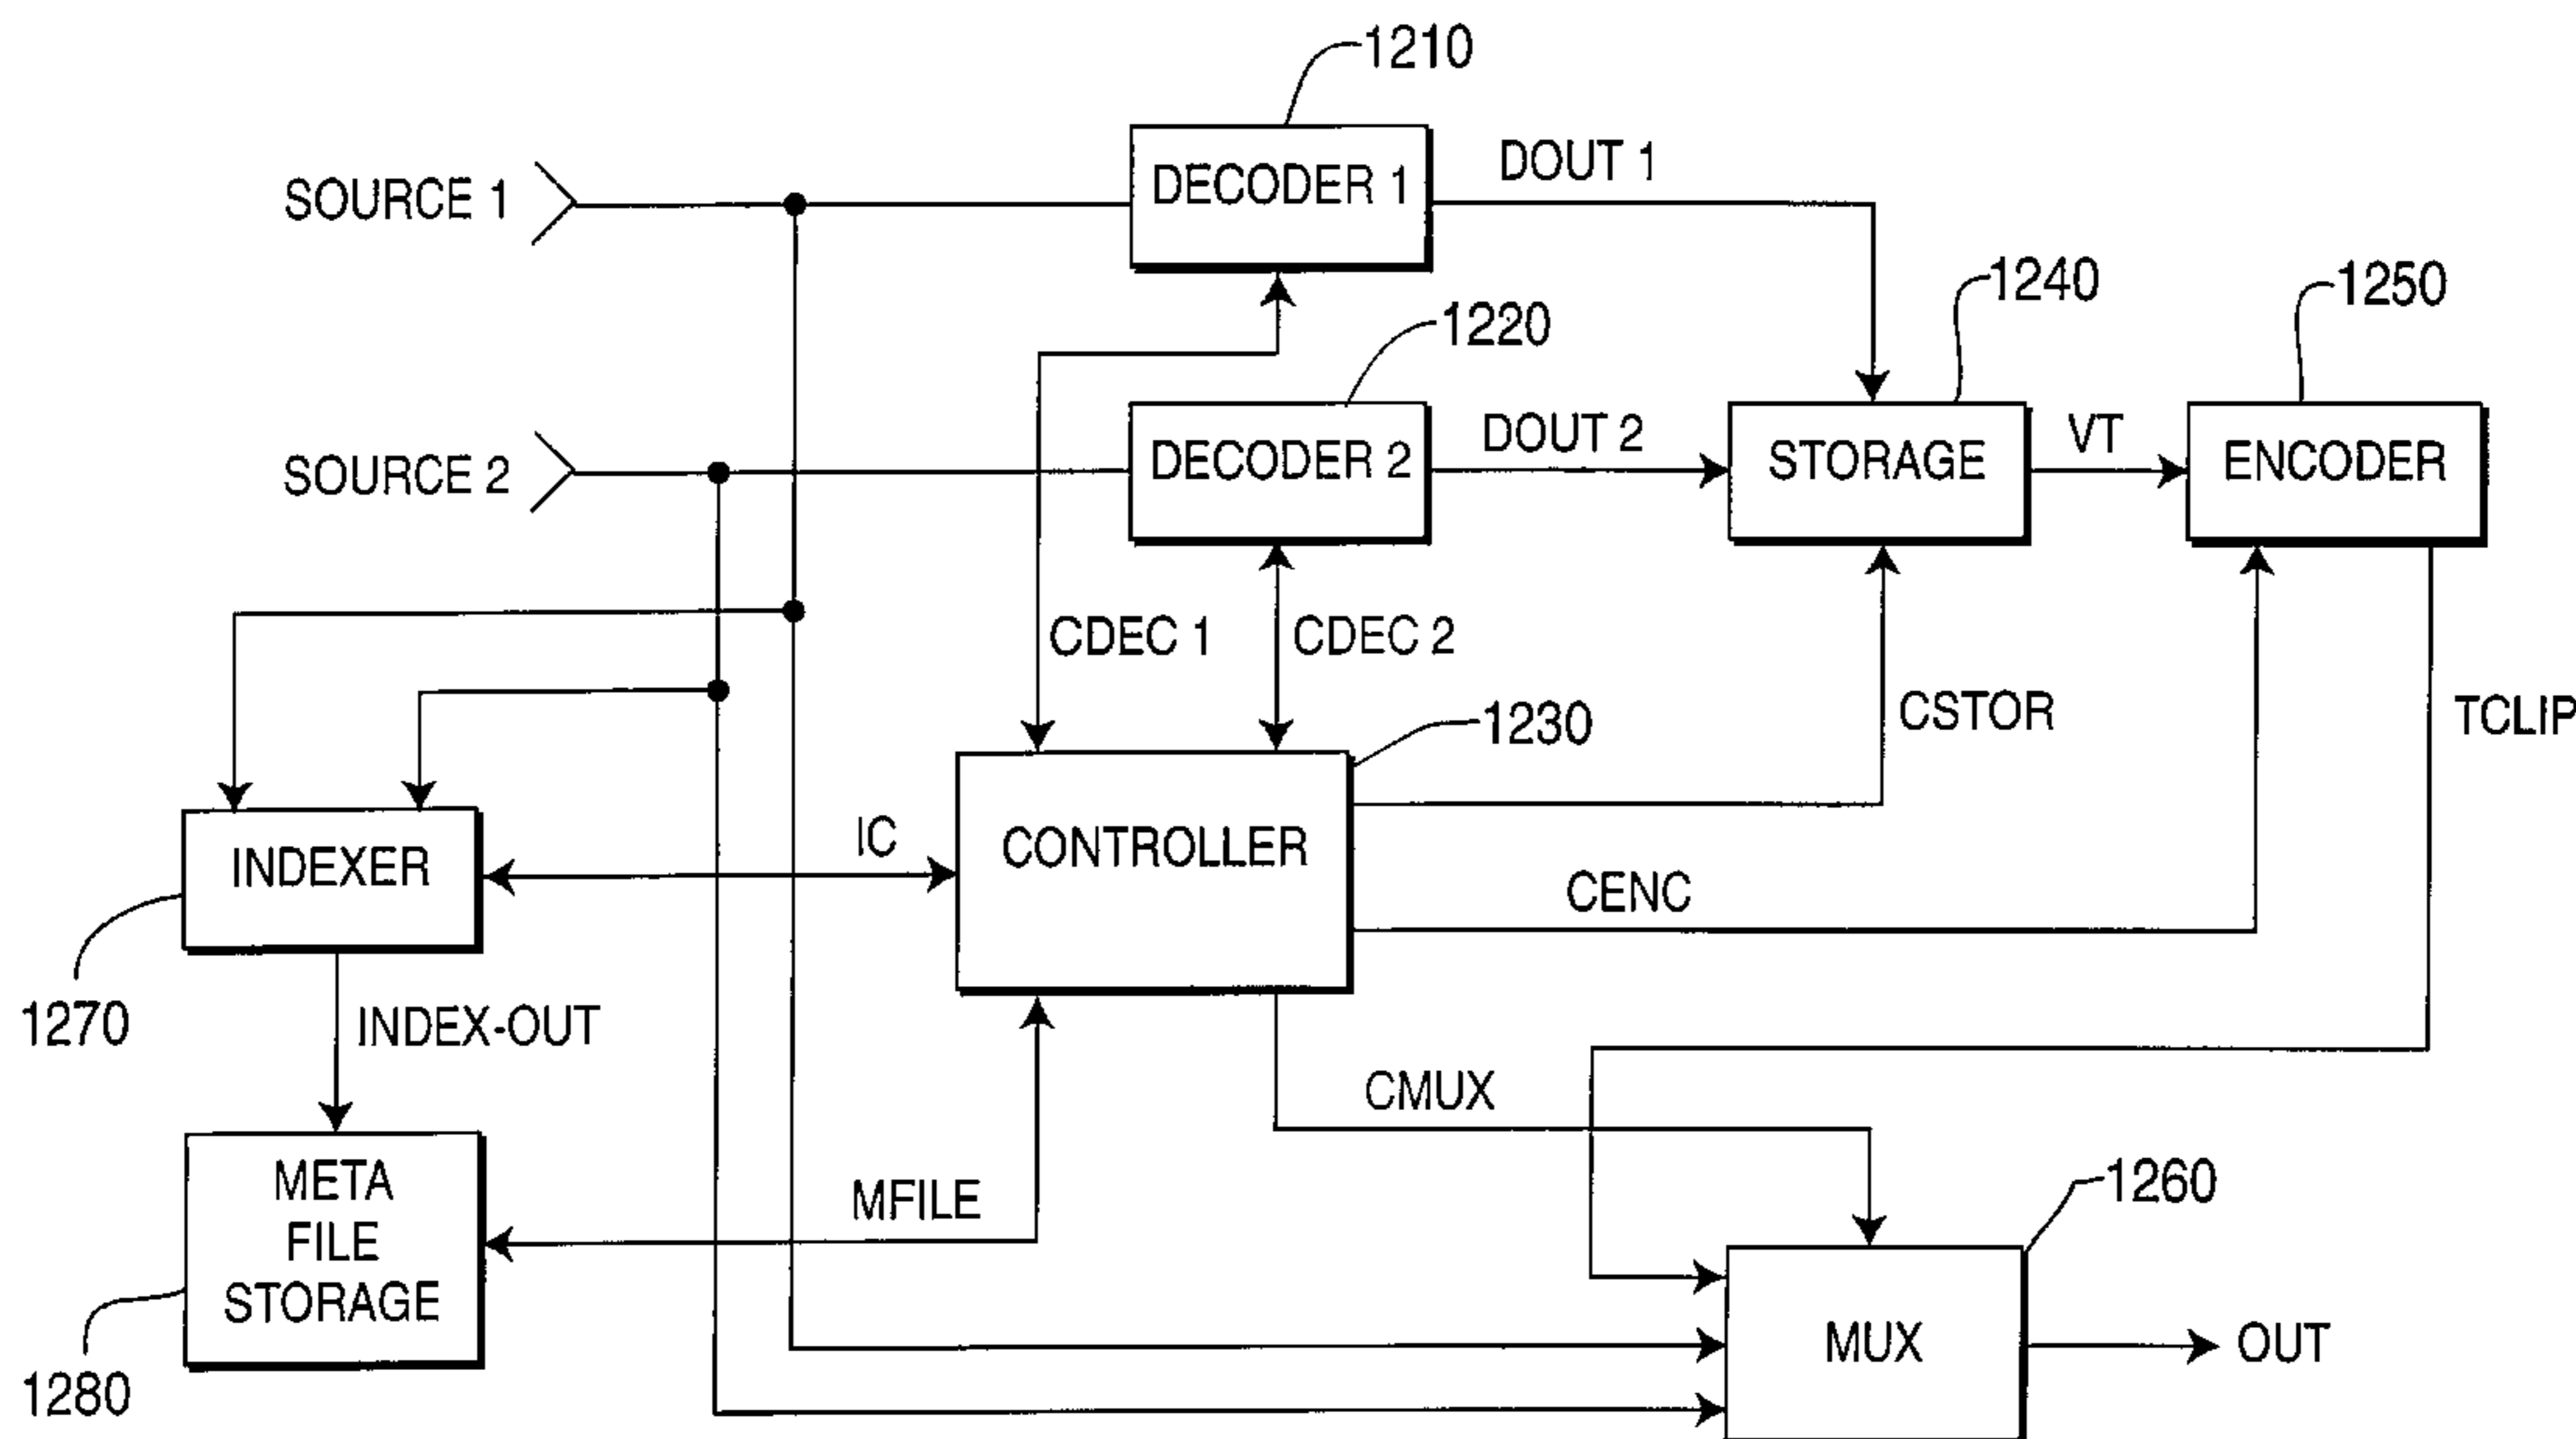 1210
DECODER 1
DOUT 1
SOURCE 1
1240
1250
1220
DECODER 2
DOUT 2
STORAGE
VT
ENCODER
SOURCE 2
CDEC 1
CDEC 2
CSTOR
TCLIP
1230
IC
CONTROLLER
INDEXER
CENC
1270
INDEX-OUT
CMUX
META
FILE
STORAGE
MFILE
1260
1280
MUX
OUT